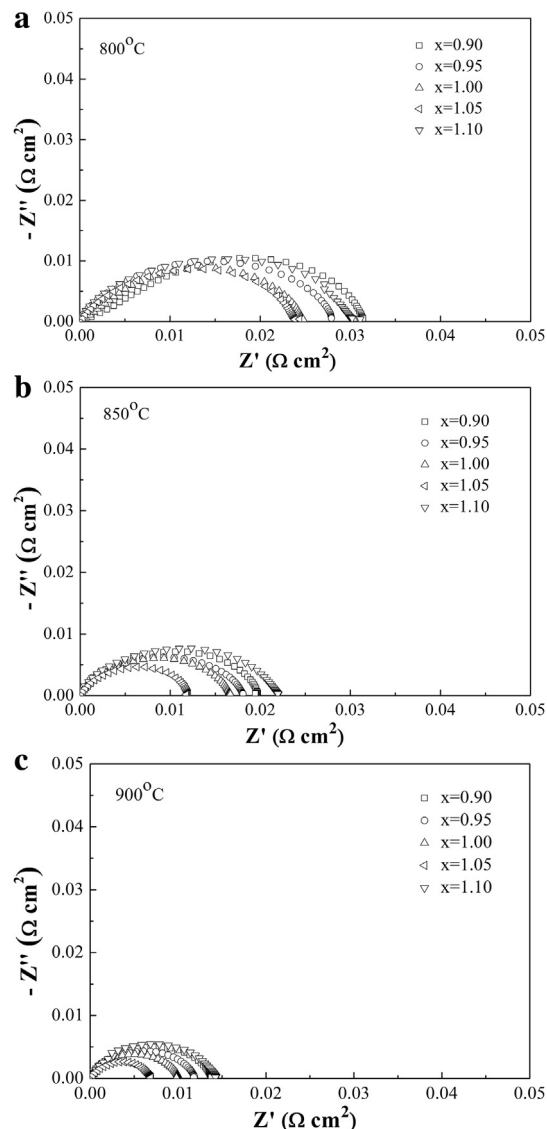 a
800°C
x=0.90
x=0.95
x=1.00
x=1.05
x=1.10
0.05
0.04
0.03
0.02
0.01
0.00
- Z'' (Ω cm²)
0.00 0.01 0.02 0.03 0.04 0.05
Z' (Ω cm²)
b
850°C
x=0.90
x=0.95
x=1.00
x=1.05
x=1.10
0.05
0.04
0.03
0.02
0.01
0.00
- Z'' (Ω cm²)
0.00 0.01 0.02 0.03 0.04 0.05
Z' (Ω cm²)
c
900°C
x=0.90
x=0.95
x=1.00
x=1.05
x=1.10
0.05
0.04
0.03
0.02
0.01
0.00
- Z'' (Ω cm²)
0.00 0.01 0.02 0.03 0.04 0.05
Z' (Ω cm²)